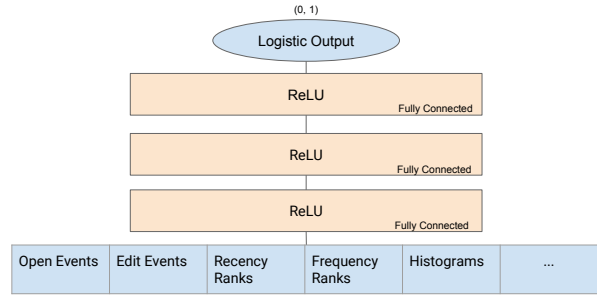 (0, 1)
Logistic Output
ReLU
Fully Connected
ReLU
Fully Connected
ReLU
Fully Connected
Open Events
Edit Events
Recency
Ranks
Frequency
Ranks
Histograms
...